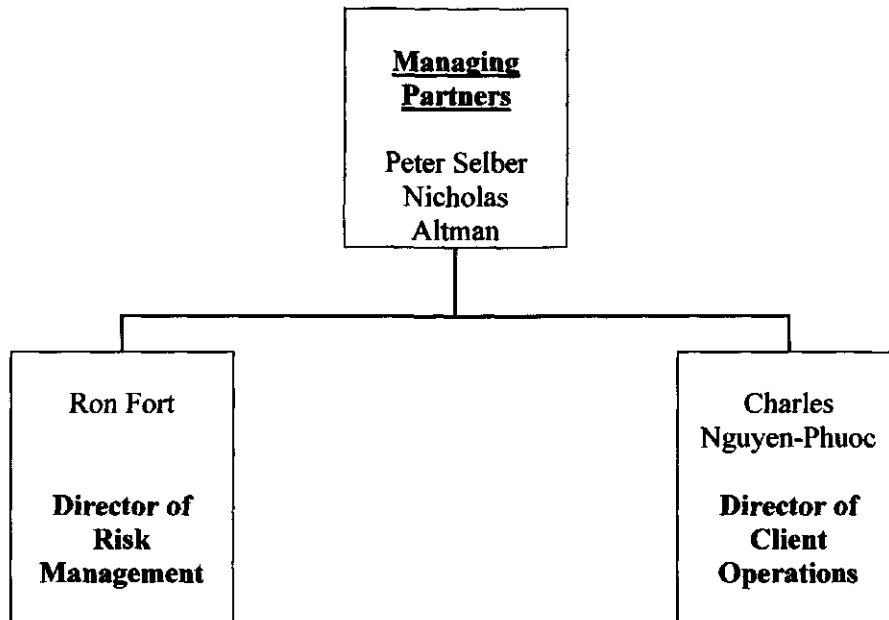 Managing
Partners
Peter Selber
Nicholas
Altman
Ron Fort
Director of
Risk
Management
Charles
Nguyen-Phuoc
Director of
Client
Operations